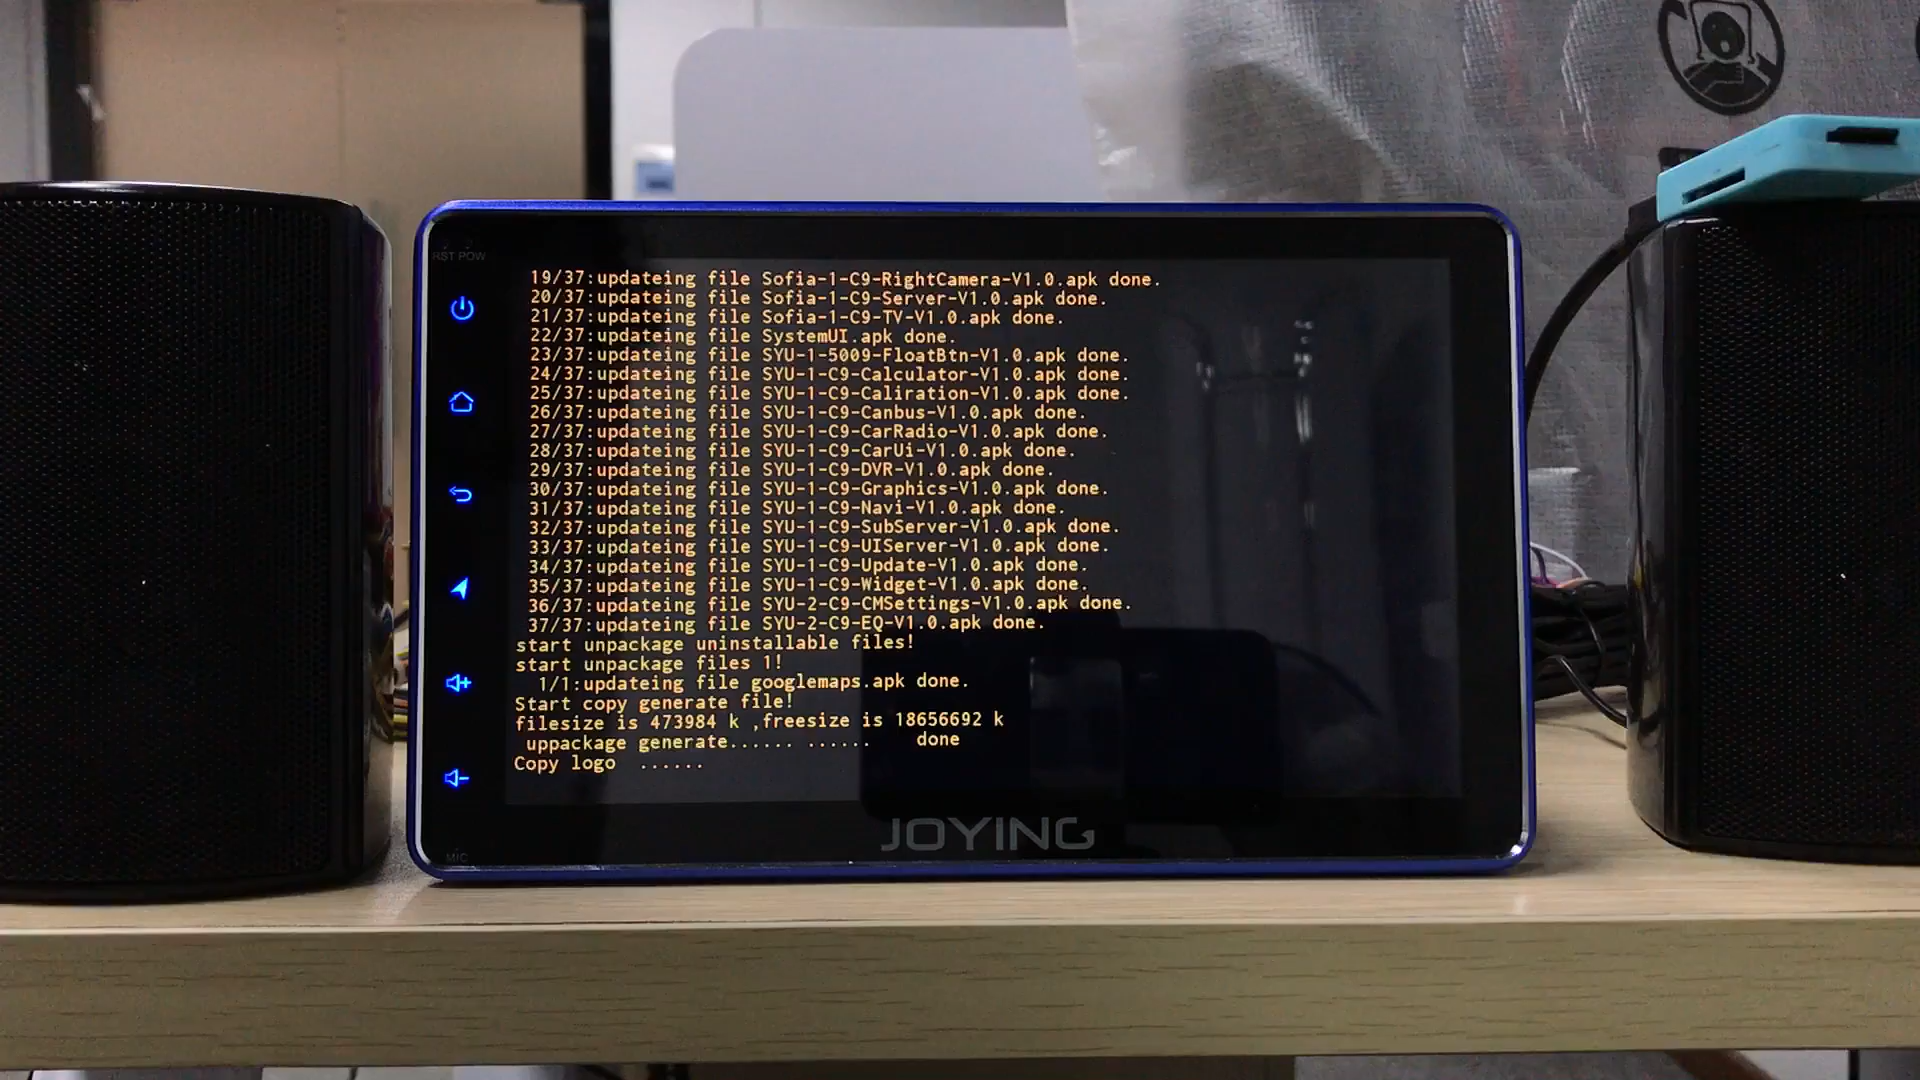 RST POW
19/37:updateing file Sofia-1-C9-RightCamera-V1.0.apk done.
20/37:updateing file Sofia-1-C9-Server-V1.0.apk done.
21/37:updateing file Sofia-1-C9-TV-V1.0.apk done.
22/37:updateing file SystemUI.apk done.
23/37:updateing file SYU-1-5009-FloatBtn-V1.0.apk done.
24/37:updateing file SYU-1-C9-Calculator-V1.0.apk done.
25/37:updateing file SYU-1-C9-Caliration-V1.0.apk done.
26/37:updateing file SYU-1-C9-Canbus-V1.0.apk done.
27/37:updateing file SYU-1-C9-CarRadio-V1.0.apk done.
28/37:updateing file SYU-1-C9-CarUi-V1.0.apk done.
29/37:updateing file SYU-1-C9-DVR-V1.0.apk done.
30/37:updateing file SYU-1-C9-Graphics-V1.0.apk done.
31/37:updateing file SYU-1-C9-Navi-V1.0.apk done.
32/37:updateing file SYU-1-C9-SubServer-V1.0.apk done.
33/37:updateing file SYU-1-C9-UIServer-V1.0.apk done.
34/37:updateing file SYU-1-C9-Update-V1.0.apk done.
35/37:updateing file SYU-1-C9-Widget-V1.0.apk done.
36/37:updateing file SYU-2-C9-CMSettings-V1.0.apk done.
37/37:updateing file SYU-2-C9-EQ-V1.0.apk done.
start unpackage uninstallable files!
start unpackage files 1!
1/1:updateing file googlemaps.apk done.
Start copy generate file!
filesize is 473984 k ,freesize is 18656692 k
uppackage generate...... ...... done
Copy logo ......
JOYING
MIC